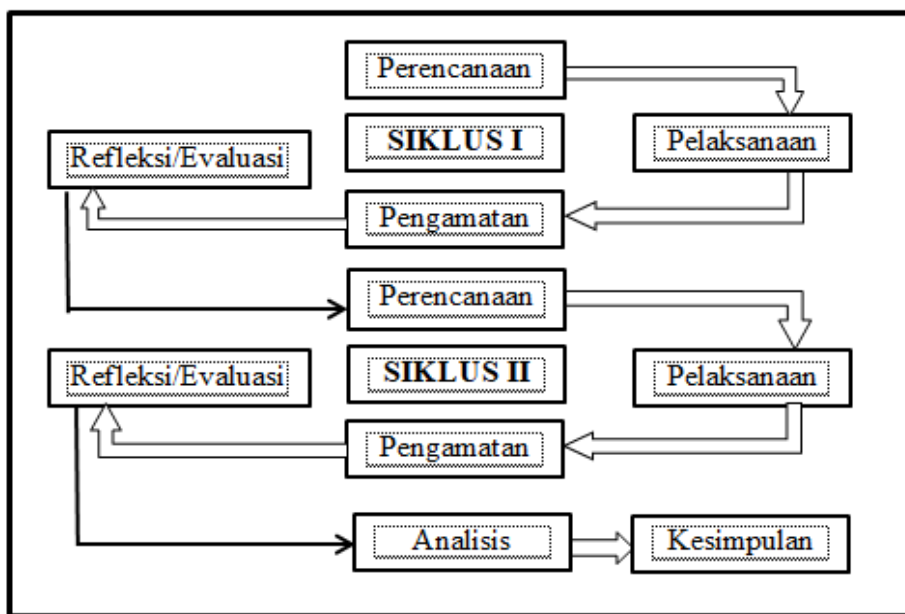 Perencanaan
Refleksi/Evaluasi
SIKLUS I
Pelaksanaan
Pengamatan
Perencanaan
Refleksi/Evaluasi
SIKLUS II
Pelaksanaan
Pengamatan
Analisis
Kesimpulan